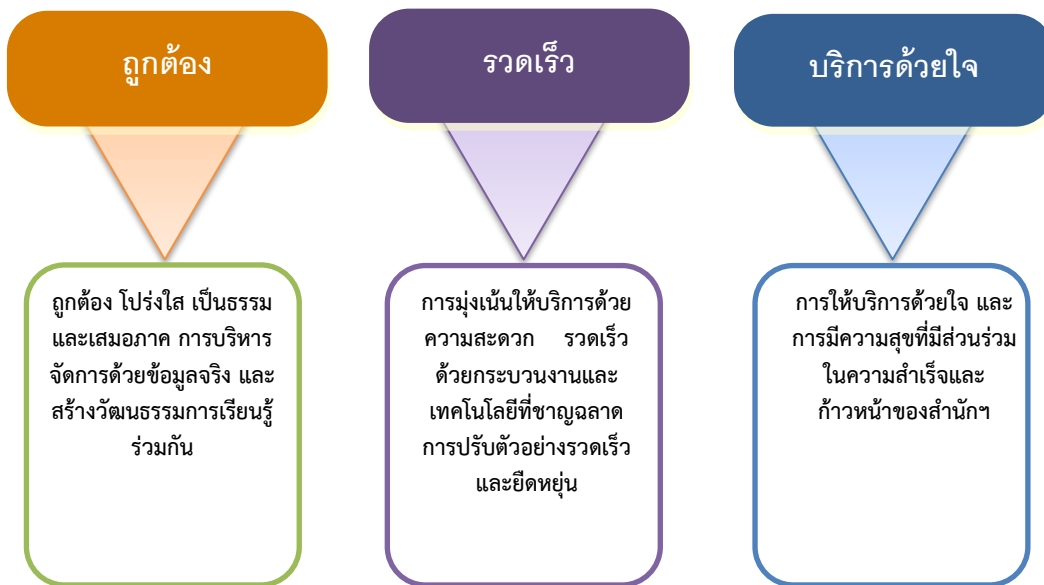 ถูกต้อง
ถูกต้อง โปร่งใส เป็นธรรม
และเสมอภาค การบริหาร
จัดการด้วยข้อมูลจริง และ
สร้างวัฒนธรรมการเรียนรู้
ร่วมกัน
รวดเร็ว
การมุ่งเน้นให้บริการด้วย
ความสะดวก รวดเร็ว
ด้วยกระบวนงานและ
เทคโนโลยีที่ชาญฉลาด
การปรับตัวอย่างรวดเร็ว
และยืดหยุ่น
บริการด้วยใจ
การให้บริการด้วยใจ และ
การมีความสุขที่มีส่วนร่วม
ในความสำเร็จและ
ก้าวหน้าของสำนักฯ